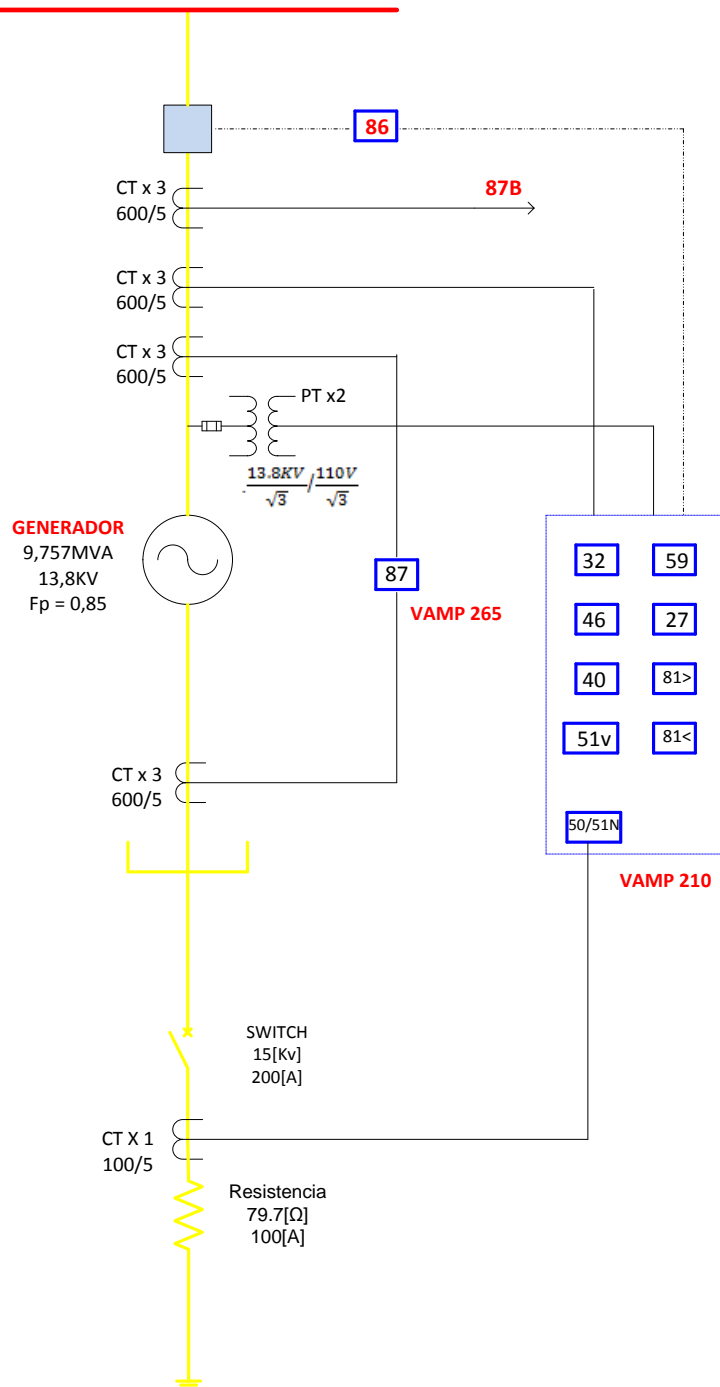 86
CT x 3
600/5
87B
CT x 3
600/5
CT x 3
600/5
PT x2
13.8KV/√3 / 110V/√3
GENERADOR
9,757MVA
13,8KV
Fp = 0,85
87
VAMP 265
32
59
46
27
40
81>
51v
81<
50/51N
VAMP 210
CT x 3
600/5
SWITCH
15[Kv]
200[A]
CT X 1
100/5
Resistencia
79.7[Ω]
100[A]